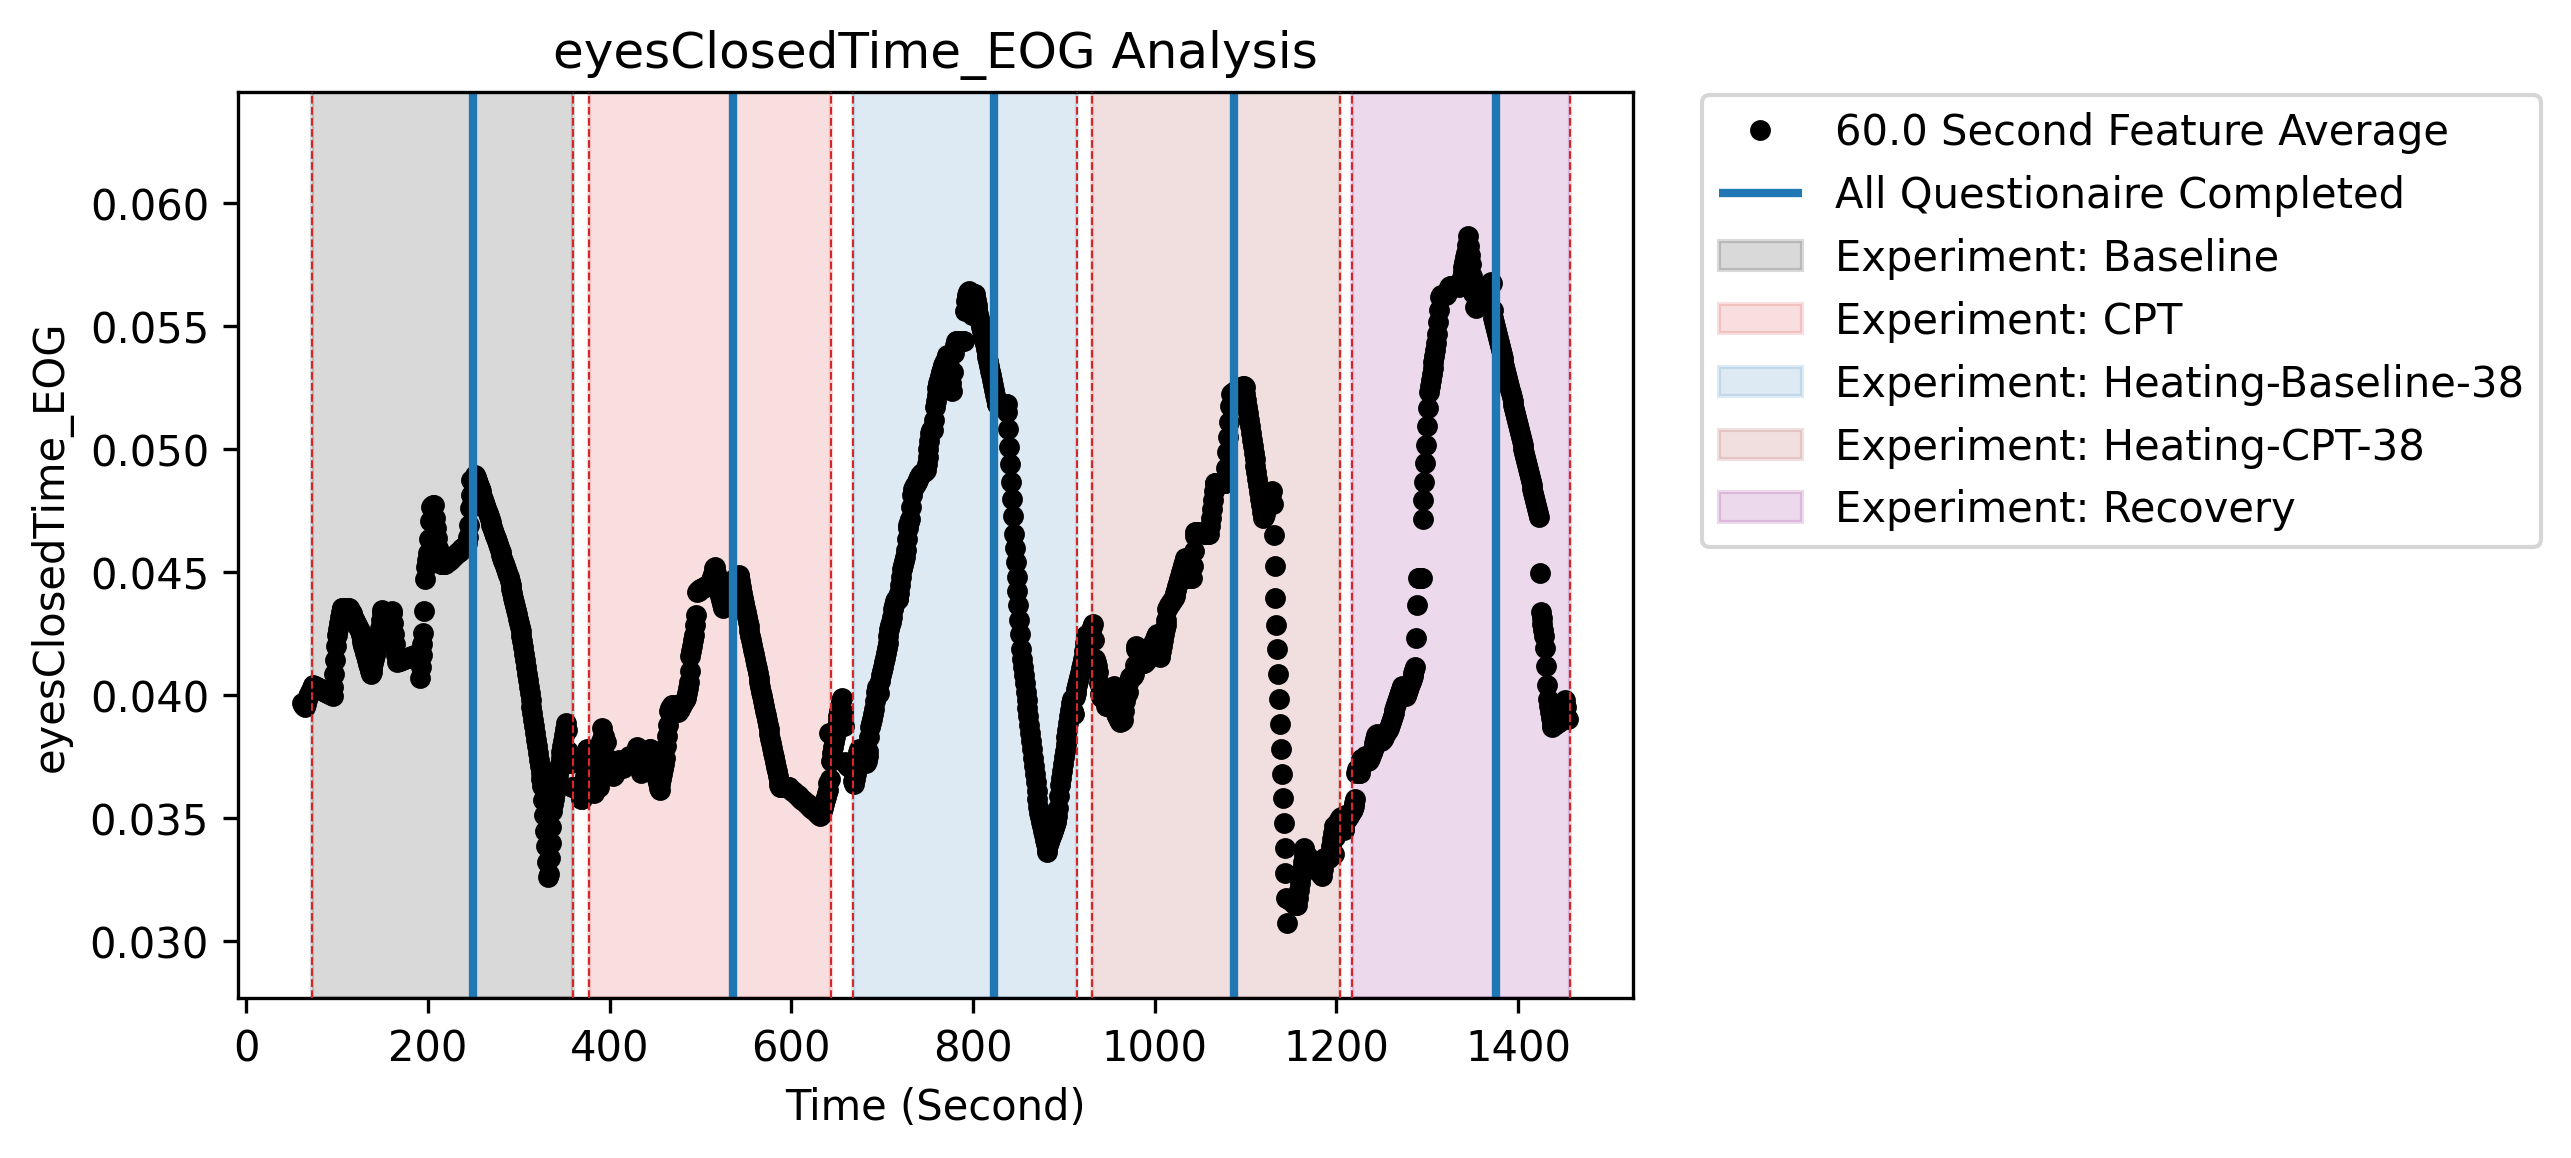 eyesClosedTime_EOG Analysis
eyesClosedTime_EOG
0.060
0.055
0.050
0.045
0.040
0.035
0.030
0 200 400 600 800 1000 1200 1400
Time (Second)
60.0 Second Feature Average
All Questionaire Completed
Experiment: Baseline
Experiment: CPT
Experiment: Heating-Baseline-38
Experiment: Heating-CPT-38
Experiment: Recovery